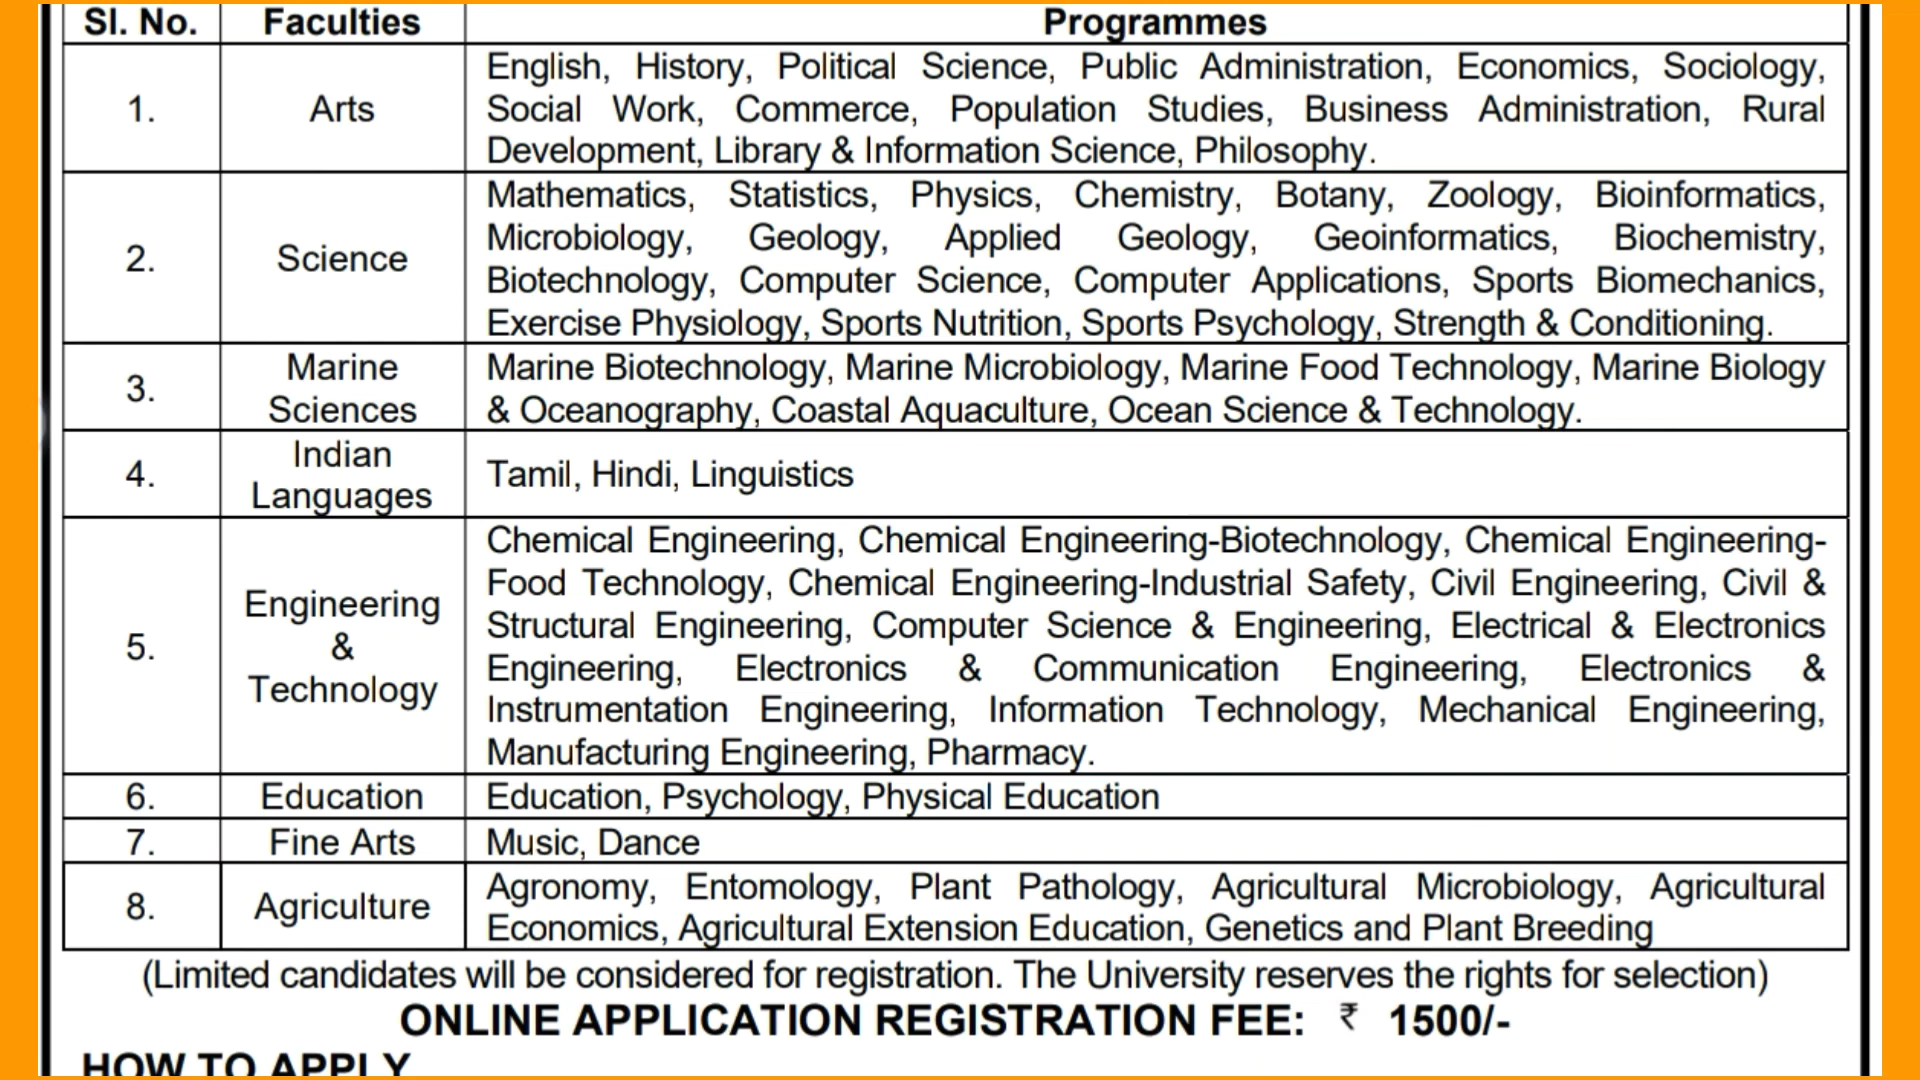 Sl. No. Faculties Programmes
1. Arts English, History, Political Science, Public Administration, Economics, Sociology,
Social Work, Commerce, Population Studies, Business Administration, Rural
Development, Library & Information Science, Philosophy.
2. Science Mathematics, Statistics, Physics, Chemistry, Botany, Zoology, Bioinformatics,
Microbiology, Geology, Applied Geology, Geoinformatics, Biochemistry,
Biotechnology, Computer Science, Computer Applications, Sports Biomechanics,
Exercise Physiology, Sports Nutrition, Sports Psychology, Strength & Conditioning.
3. Marine
Sciences
Marine Biotechnology, Marine Microbiology, Marine Food Technology, Marine Biology
& Oceanography, Coastal Aquaculture, Ocean Science & Technology.
4. Indian
Languages
Tamil, Hindi, Linguistics
5. Engineering
&
Technology
Chemical Engineering, Chemical Engineering-Biotechnology, Chemical Engineering-
Food Technology, Chemical Engineering-Industrial Safety, Civil Engineering, Civil &
Structural Engineering, Computer Science & Engineering, Electrical & Electronics
Engineering, Electronics & Communication Engineering, Electronics &
Instrumentation Engineering, Information Technology, Mechanical Engineering,
Manufacturing Engineering, Pharmacy.
6. Education Education, Psychology, Physical Education
7. Fine Arts Music, Dance
8. Agriculture Agronomy, Entomology, Plant Pathology, Agricultural Microbiology, Agricultural
Economics, Agricultural Extension Education, Genetics and Plant Breeding
(Limited candidates will be considered for registration. The University reserves the rights for selection)
ONLINE APPLICATION REGISTRATION FEE: ₹ 1500/-
HOW TO APPLY